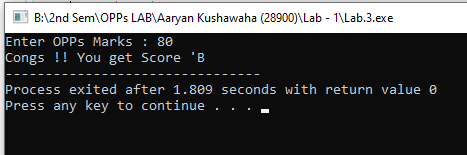 B:\2nd Sem\OPPs LAB\Aaryan Kushawaha (28900)\Lab - 1\Lab.3.exe
Enter OPPs Marks : 80
Congs !! You get Score 'B
--------------------------------
Process exited after 1.809 seconds with return value 0
Press any key to continue . . .